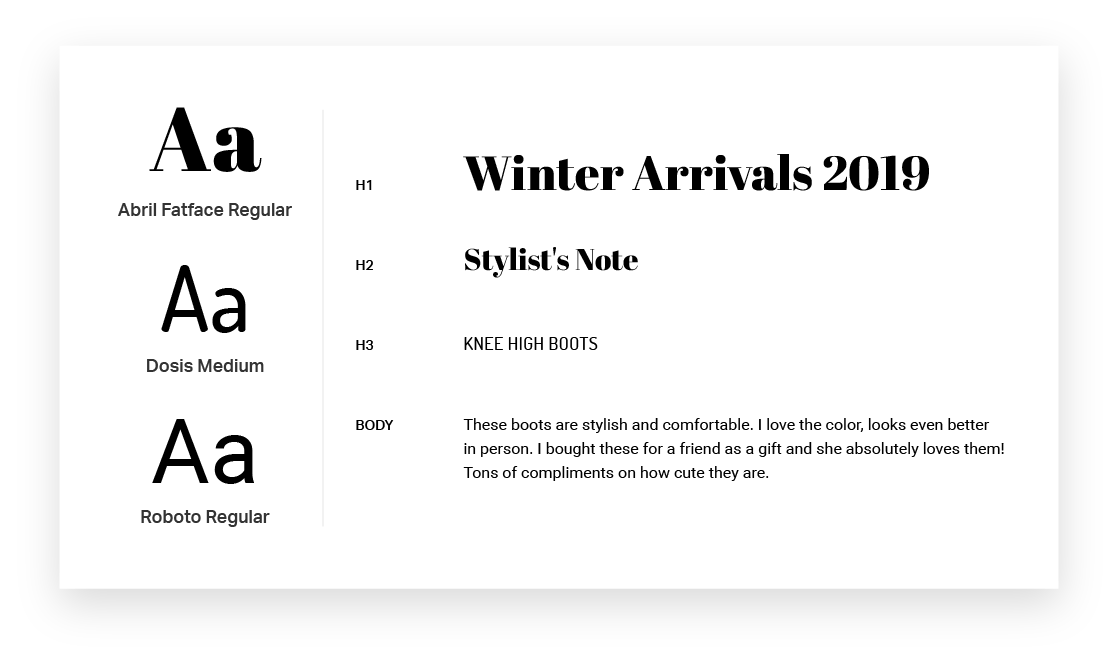 Aa
Abril Fatface Regular
Aa
Dosis Medium
Aa
Roboto Regular
H1
Winter Arrivals 2019
H2
Stylist's Note
H3
KNEE HIGH BOOTS
BODY
These boots are stylish and comfortable. I love the color, looks even better
in person. I bought these for a friend as a gift and she absolutely loves them!
Tons of compliments on how cute they are.